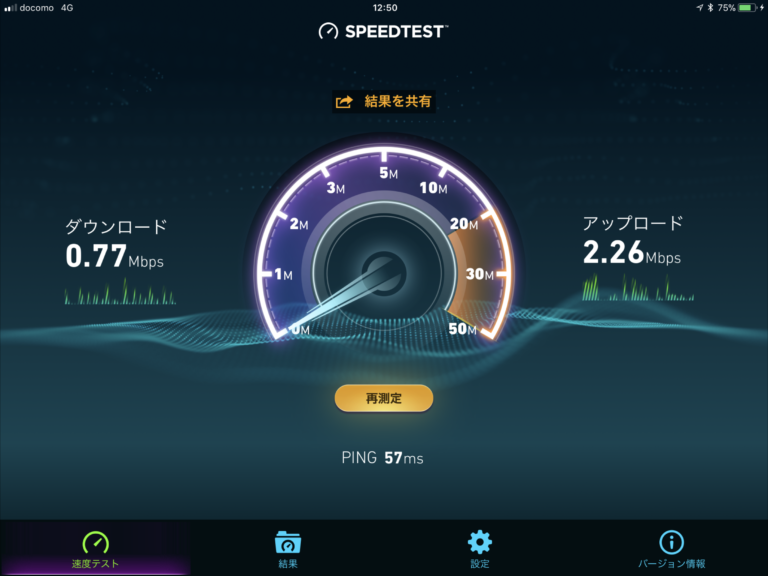 docomo 4G 12:50 75%
SPEEDTEST™
結果を共有
5M
3M 10M
2M 20M
1M 30M
0M 50M
ダウンロード
0.77 Mbps
アップロード
2.26 Mbps
再測定
PING 57ms
速度テスト 結果 設定 バージョン情報